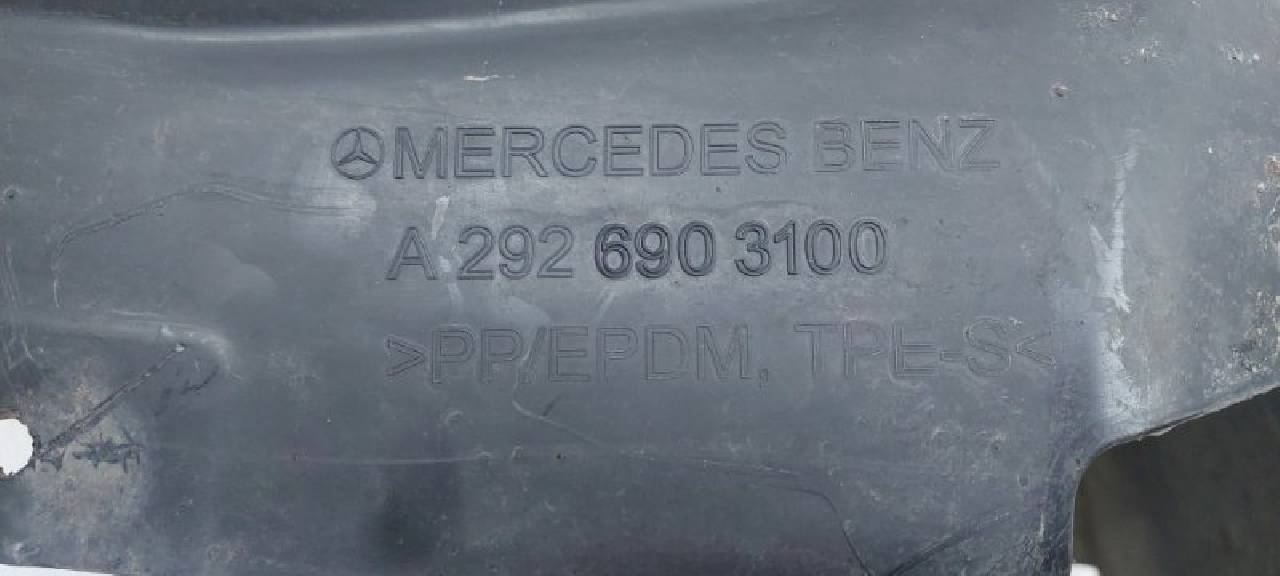 MERCEDES BENZ
A 292 690 3100
>PP/EPDM, TPE-S<